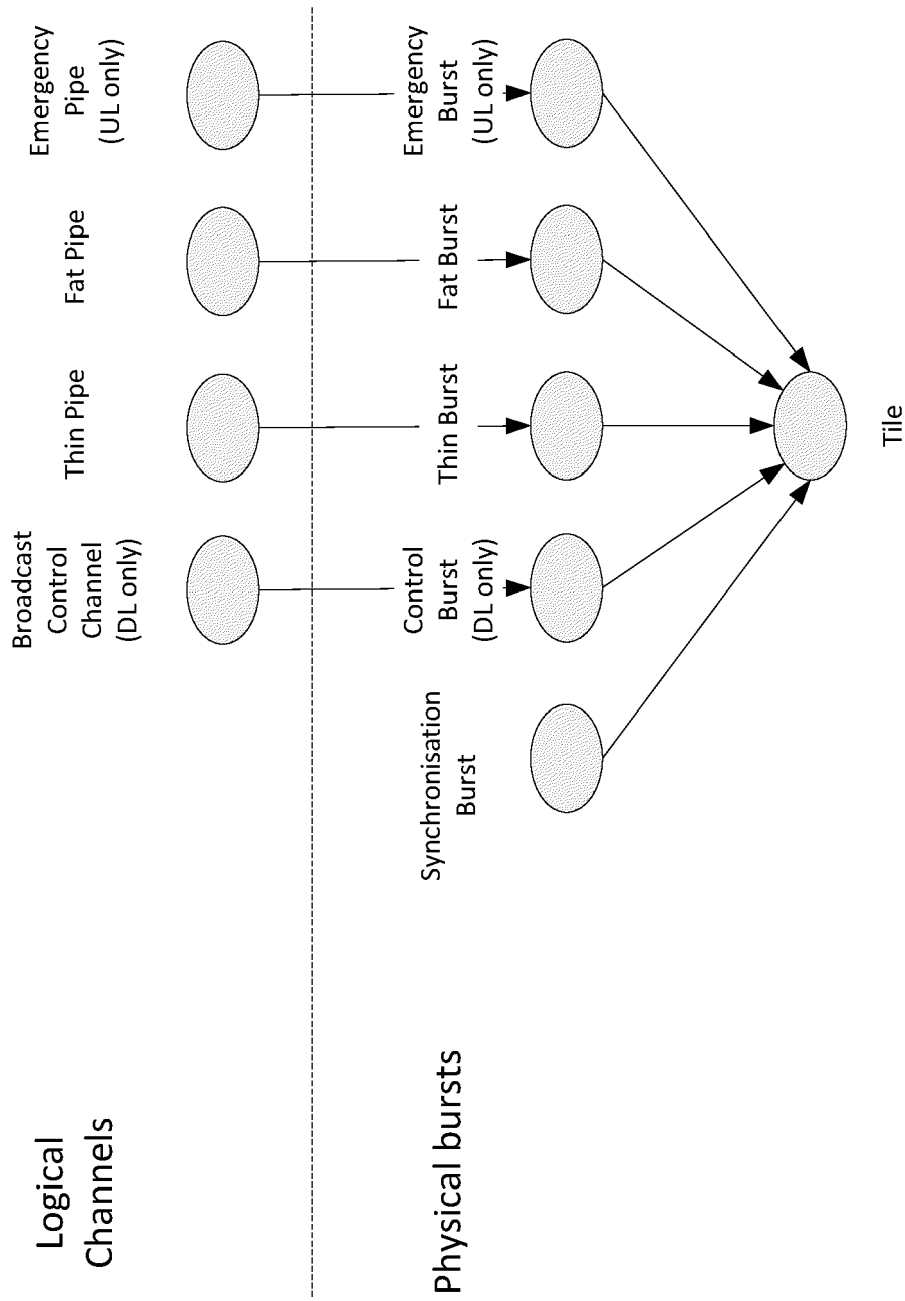 Logical
Channels
Broadcast
Control
Channel
(DL only)
Thin Pipe
Fat Pipe
Emergency
Pipe
(UL only)
Physical bursts
Synchronisation
Burst
Control
Burst
(DL only)
Thin Burst
Fat Burst
Emergency
Burst
(UL only)
Tile